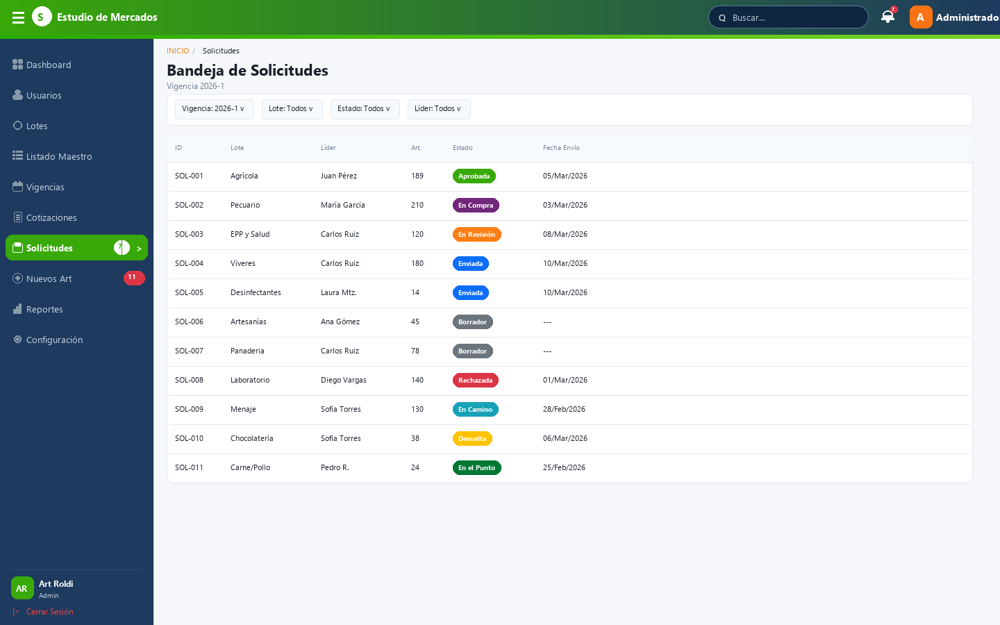 S Estudio de Mercados Buscar... 7 A Administrado
Dashboard
Usuarios
Lotes
Listado Maestro
Vigencias
Cotizaciones
Solicitudes 7 >
Nuevos Art 11
Reportes
Configuración
AR Art Roldi
Admin
[> Cerrar Sesión
INICIO / Solicitudes
Bandeja de Solicitudes
Vigencia 2026-1
Vigencia: 2026-1 v Lote: Todos v Estado: Todos v Líder: Todos v
ID Lote Líder Art. Estado Fecha Envío
SOL-001 Agrícola Juan Pérez 189 Aprobada 05/Mar/2026
SOL-002 Pecuario María García 210 En Compra 03/Mar/2026
SOL-003 EPP y Salud Carlos Ruiz 120 En Revisión 08/Mar/2026
SOL-004 Víveres Carlos Ruiz 180 Enviada 10/Mar/2026
SOL-005 Desinfectantes Laura Mtz. 14 Enviada 10/Mar/2026
SOL-006 Artesanías Ana Gómez 45 Borrador ---
SOL-007 Panaderia Carlos Ruiz 78 Borrador ---
SOL-008 Laboratorio Diego Vargas 140 Rechazada 01/Mar/2026
SOL-009 Menaje Sofía Torres 130 En Camino 28/Feb/2026
SOL-010 Chocolatería Sofía Torres 38 Devuelta 06/Mar/2026
SOL-011 Carne/Pollo Pedro R. 24 En el Punto 25/Feb/2026